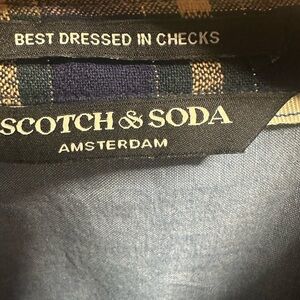 BEST DRESSED IN CHECKS
SCOTCH & SODA
AMSTERDAM